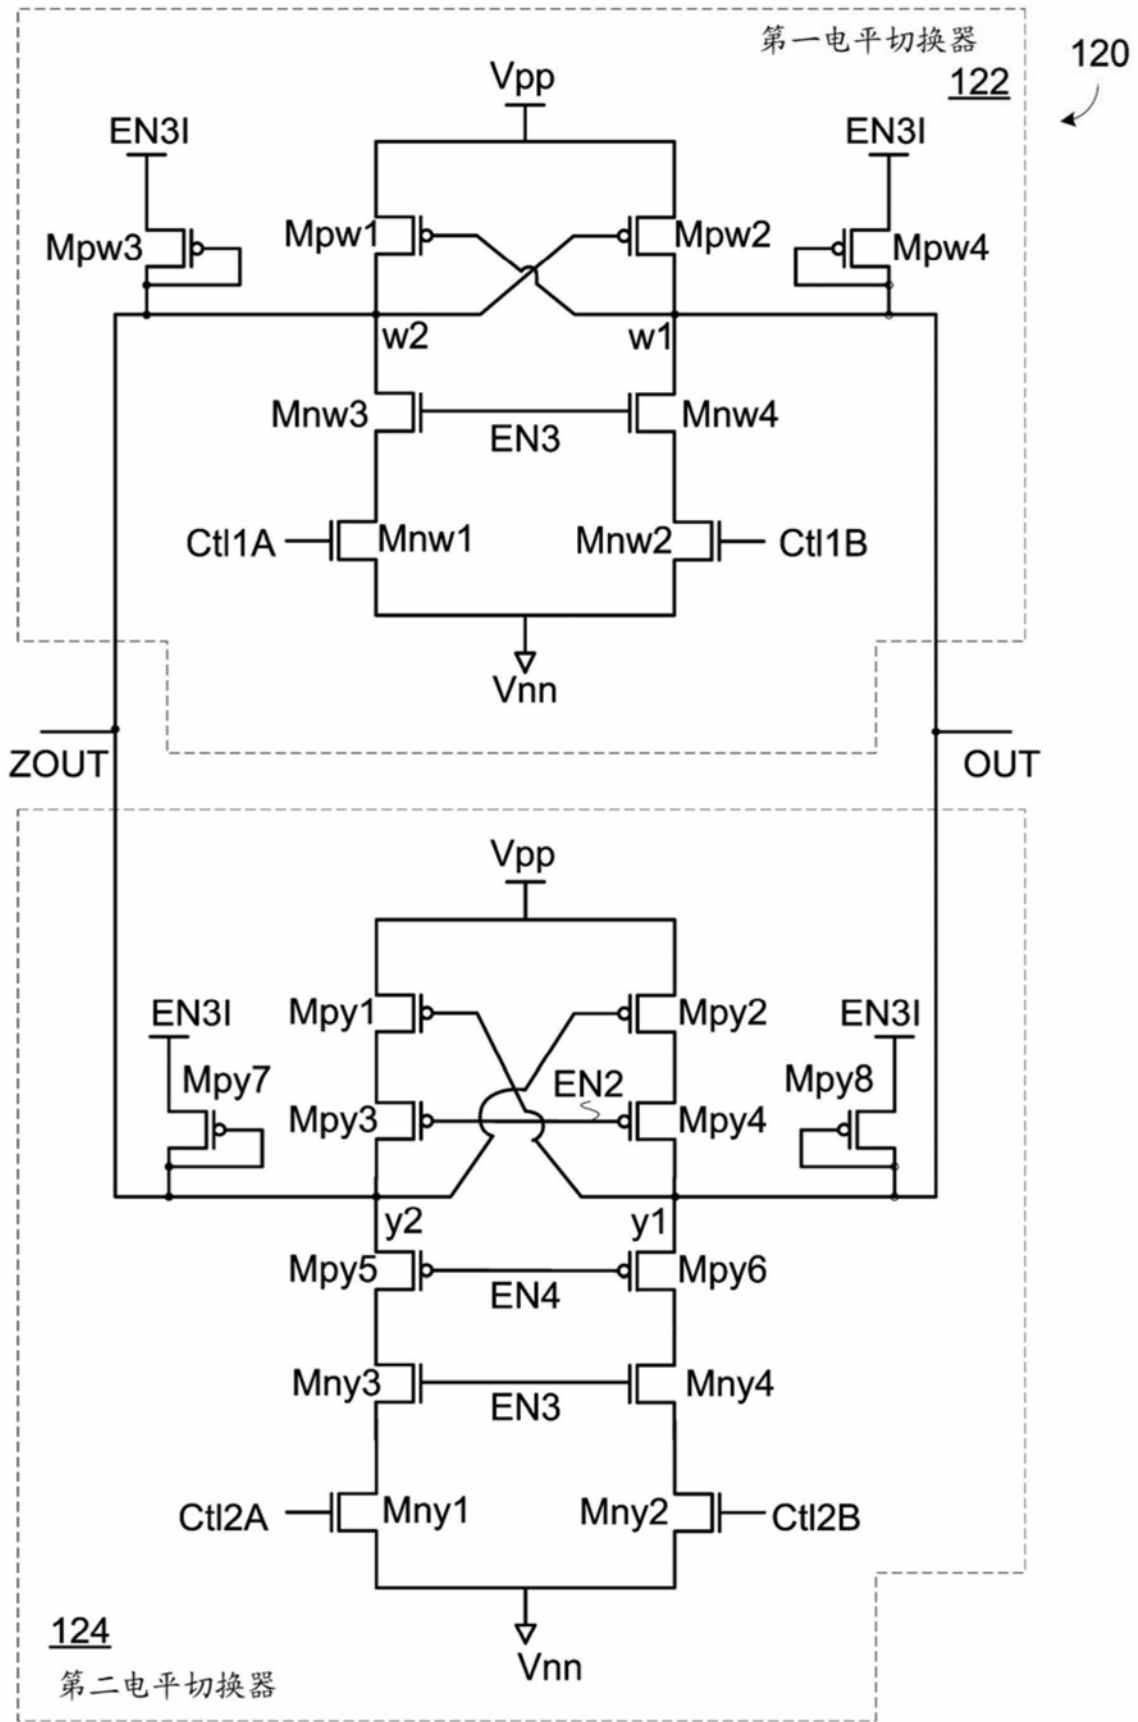 第一电平切换器
122
120
Vpp
EN3I
EN3I
Mpw3
Mpw1
Mpw2
Mpw4
w2
w1
Mnw3
EN3
Mnw4
Ctl1A
Mnw1
Mnw2
Ctl1B
Vnn
ZOUT
OUT
Vpp
EN3I
Mpy1
Mpy2
EN3I
Mpy7
EN2
Mpy8
Mpy3
Mpy4
y2
y1
Mpy5
EN4
Mpy6
Mny3
EN3
Mny4
Ctl2A
Mny1
Mny2
Ctl2B
124
Vnn
第二电平切换器